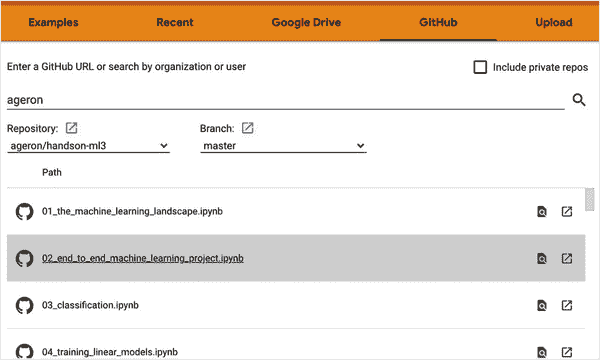 Examples Recent Google Drive GitHub Upload
Enter a GitHub URL or search by organization or user Include private repos
ageron
Repository: Branch:
ageron/handson-ml3 master
Path
01_the_machine_learning_landscape.ipynb
02_end_to_end_machine_learning_project.ipynb
03_classification.ipynb
04_training_linear_models.ipynb